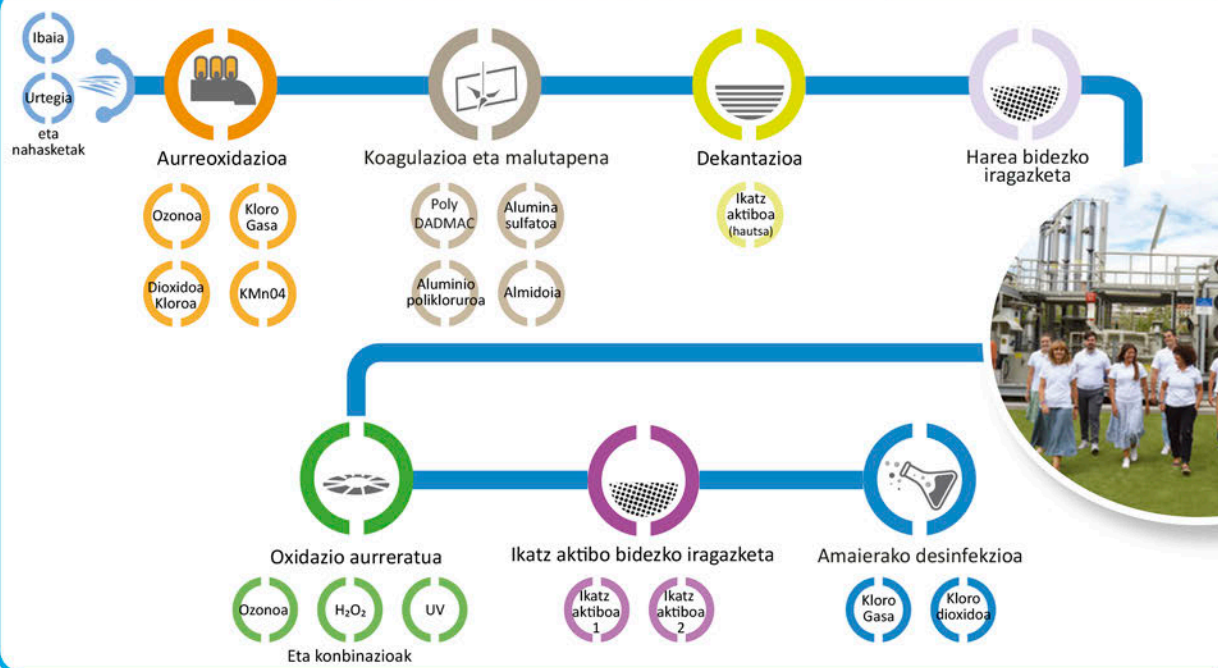 Ibaia
Urtegia
eta
nahasketak
Aurreoxidazioa
Ozonoa
Kloro
Gasa
Dioxidoa
Kloroa
KMn04
Koagulazioa eta malutapena
Poly
DADMAC
Alumina
sulfatoa
Aluminio
polikloruroa
Almidoia
Dekantazioa
Ikatz
aktiboa
(hautsa)
Harea bidezko
iragazketa
Oxidazio aurreratua
Ozonoa
H₂O₂
UV
Eta konbinazioak
Ikatz aktibo bidezko iragazketa
Ikatz
aktiboa
1
Ikatz
aktiboa
2
Amaierako desinfekzioa
Kloro
Gasa
Kloro
dioxidoa